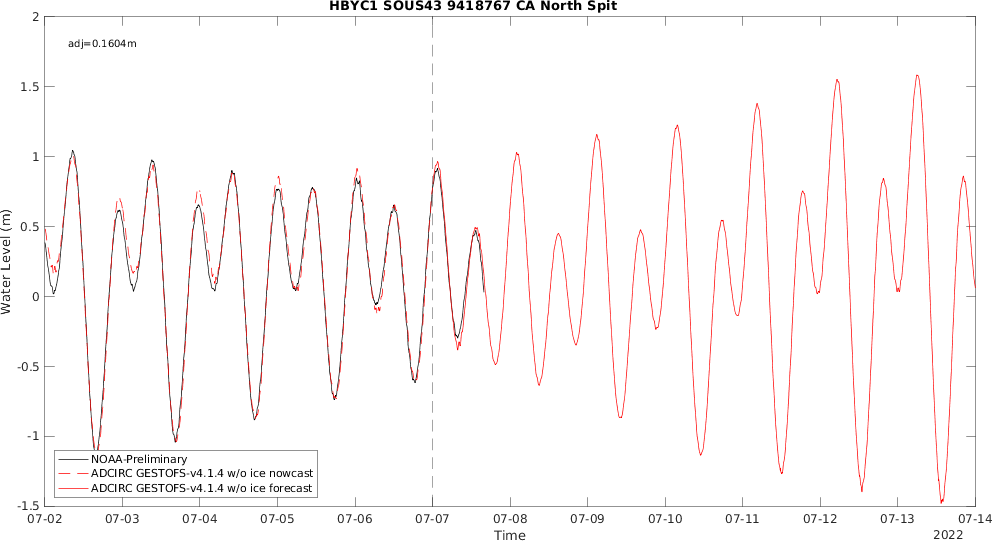 HBYC1 SOUS43 9418767 CA North Spit
adj=0.1604m
2
1.5
1
0.5
0
-0.5
-1
-1.5
Water Level (m)
NOAA-Preliminary
ADCIRC GESTOFS-v4.1.4 w/o ice nowcast
ADCIRC GESTOFS-v4.1.4 w/o ice forecast
07-02 07-03 07-04 07-05 07-06 07-07 07-08 07-09 07-10 07-11 07-12 07-13 07-14
Time
2022